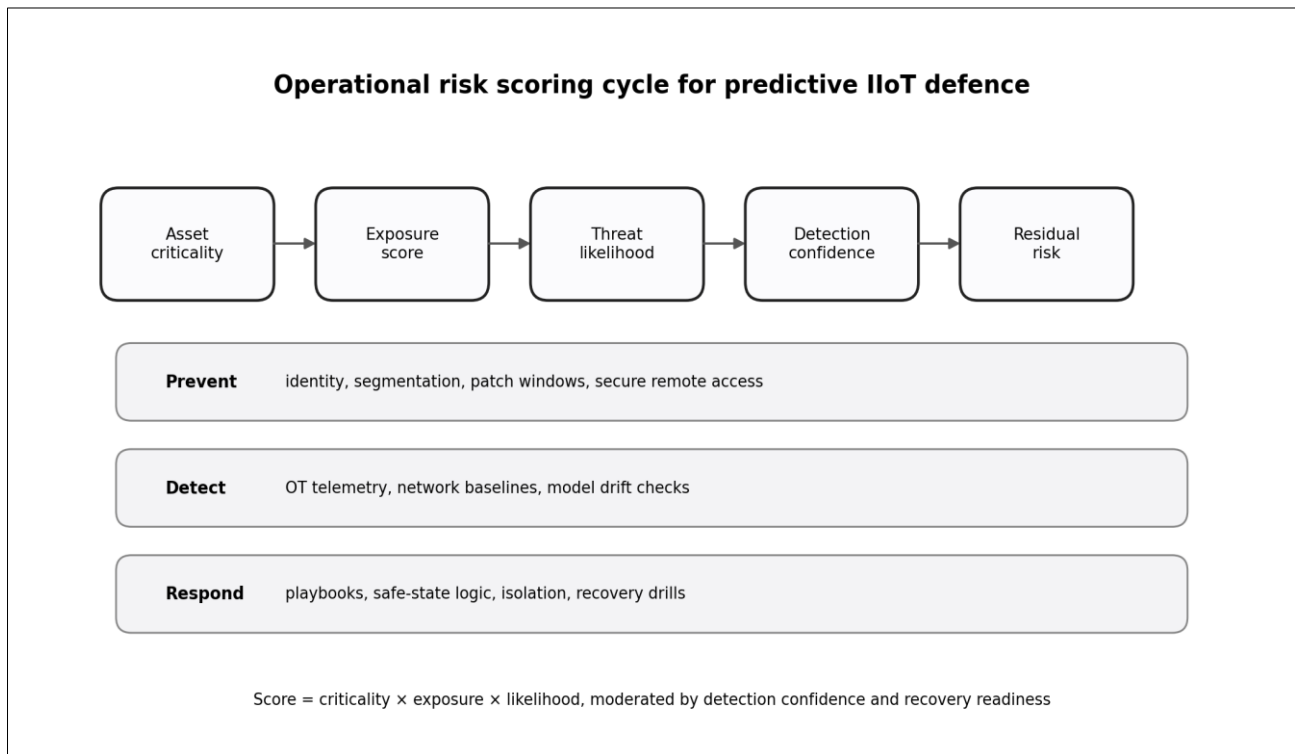 Operational risk scoring cycle for predictive IIoT defence
Asset
criticality
Exposure
score
Threat
likelihood
Detection
confidence
Residual
risk
Prevent identity, segmentation, patch windows, secure remote access
Detect OT telemetry, network baselines, model drift checks
Respond playbooks, safe-state logic, isolation, recovery drills
Score = criticality × exposure × likelihood, moderated by detection confidence and recovery readiness